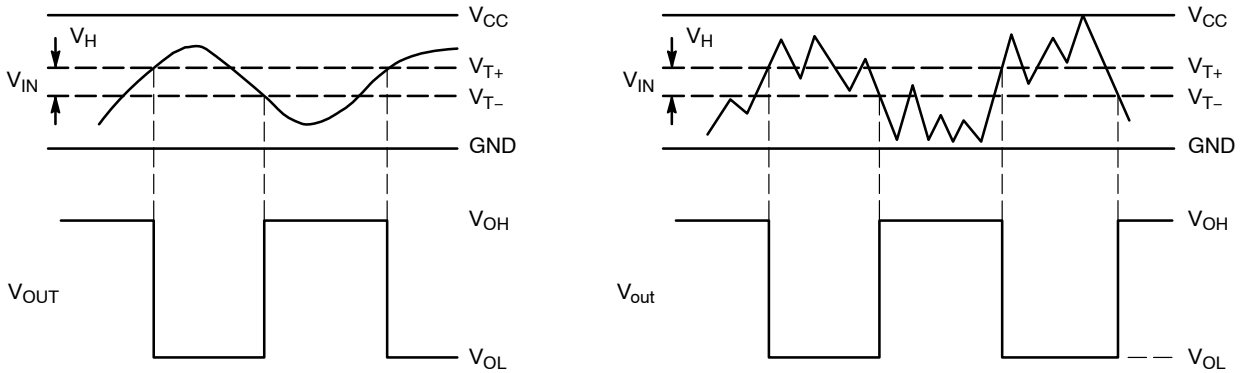 V_CC
V_H
V_IN
V_T+
V_T−
GND
V_OH
V_OUT
V_OL
V_CC
V_H
V_IN
V_T+
V_T−
GND
V_OH
V_out
V_OL